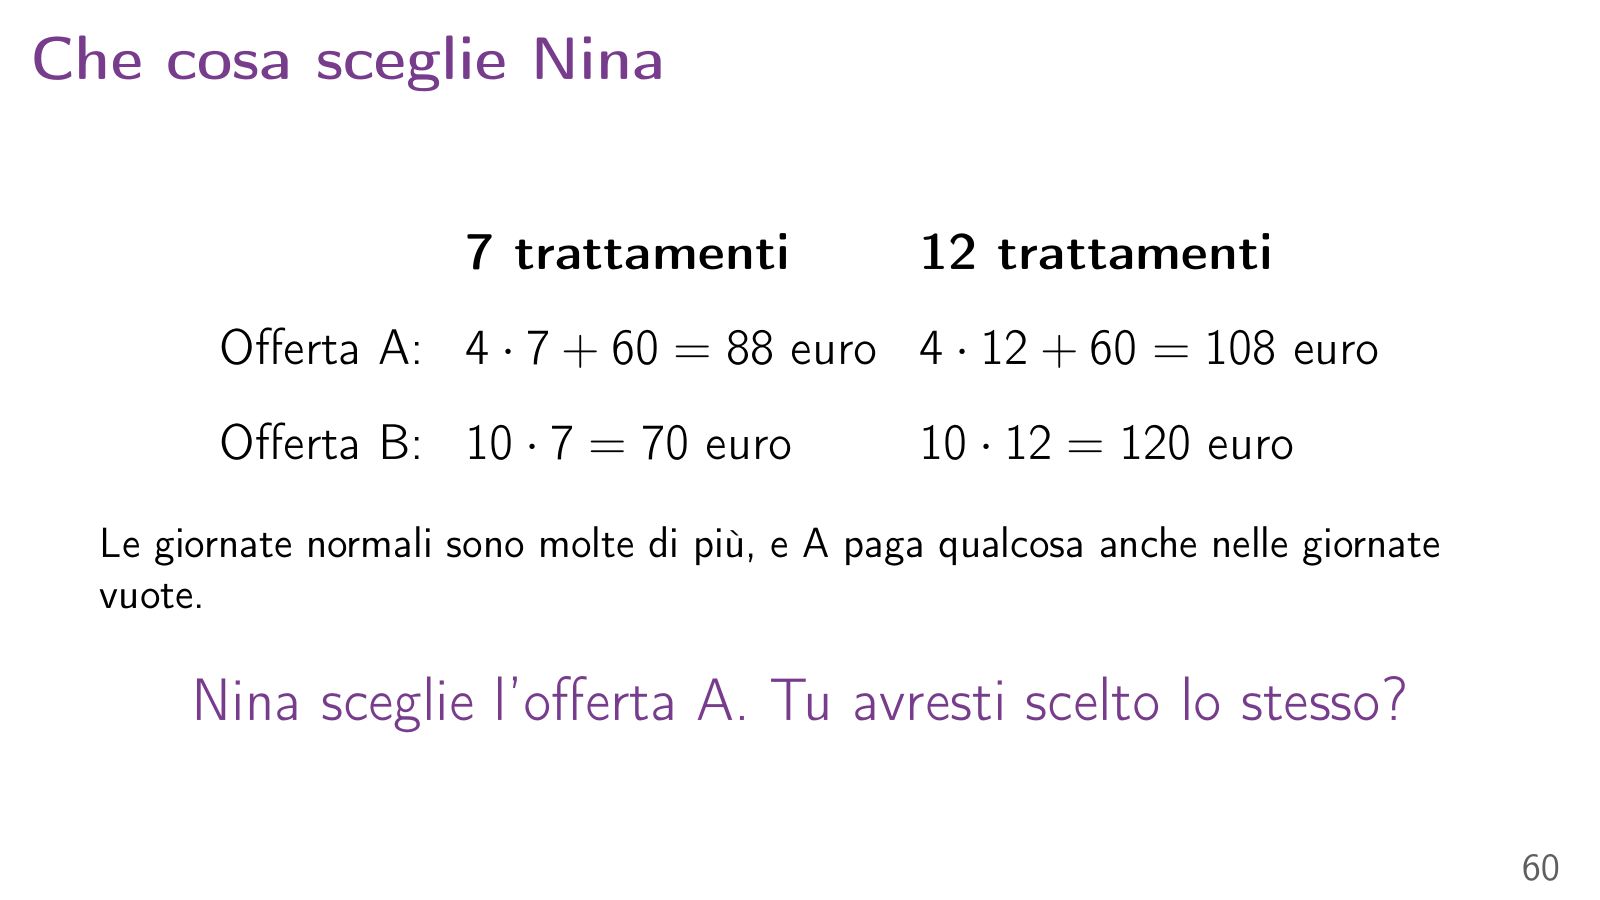 Che cosa sceglie Nina
7 trattamenti 12 trattamenti
Offerta A: 4 · 7 + 60 = 88 euro 4 · 12 + 60 = 108 euro
Offerta B: 10 · 7 = 70 euro 10 · 12 = 120 euro
Le giornate normali sono molte di più, e A paga qualcosa anche nelle giornate
vuote.
Nina sceglie l'offerta A. Tu avresti scelto lo stesso?
60